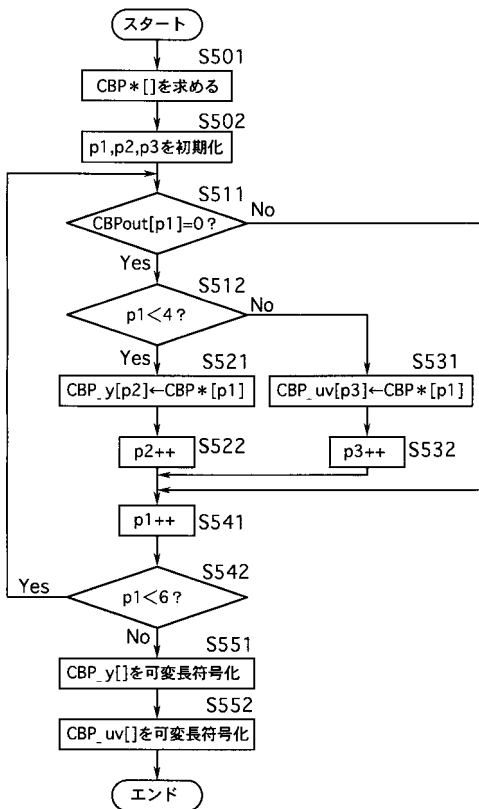 スタート
S501
CBP*[]を求める
S502
p1,p2,p3を初期化
S511
CBPout[p1]=0?
No
Yes
S512
p1<4?
No
Yes
S521
CBP_y[p2]←CBP*[p1]
S531
CBP_uv[p3]←CBP*[p1]
p2++
S522
p3++
S532
p1++
S541
S542
p1<6?
Yes
No
S551
CBP_y[]を可変長符号化
S552
CBP_uv[]を可変長符号化
エンド